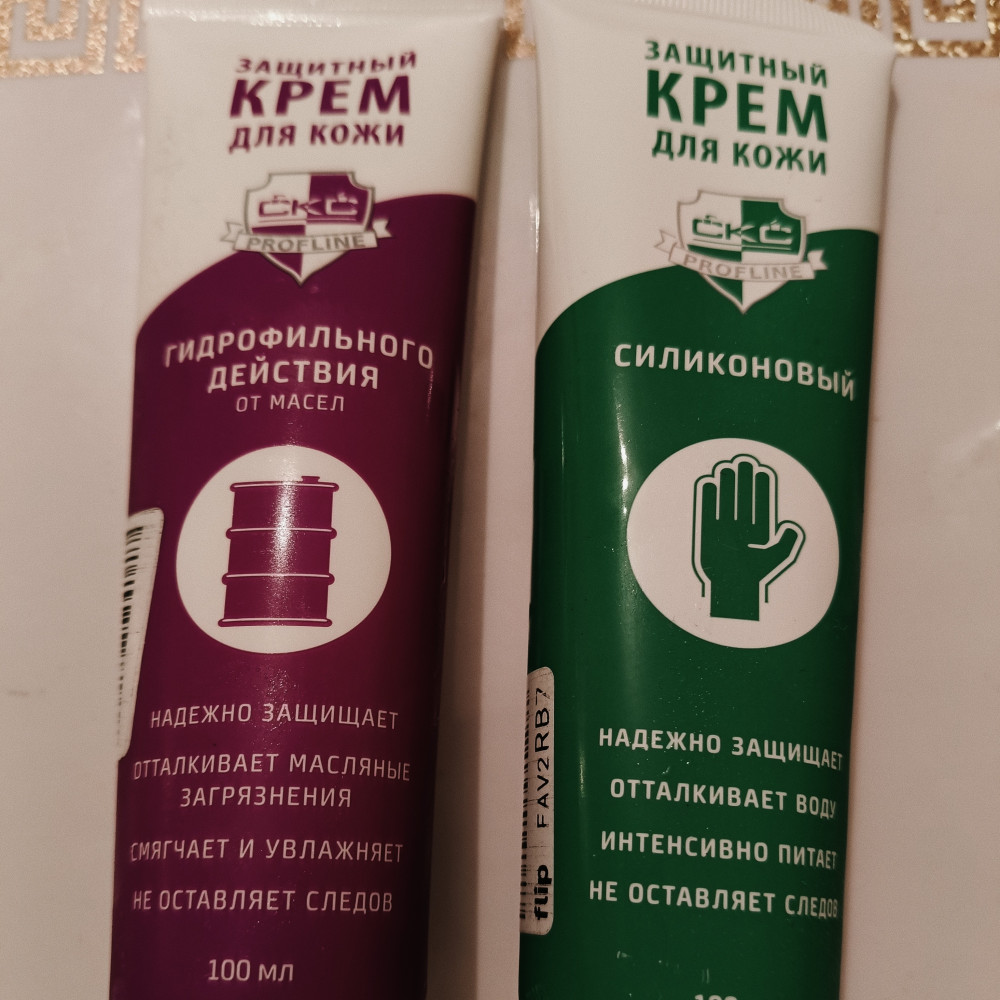 ЗАЩИТНЫЙ
КРЕМ
ДЛЯ КОЖИ
СКС
PROFLINE
ГИДРОФИЛЬНОГО
ДЕЙСТВИЯ
ОТ МАСЕЛ
НАДЕЖНО ЗАЩИЩАЕТ
ОТТАЛКИВАЕТ МАСЛЯНЫЕ
ЗАГРЯЗНЕНИЯ
СМЯГЧАЕТ И УВЛАЖНЯЕТ
НЕ ОСТАВЛЯЕТ СЛЕДОВ
100 МЛ
ЗАЩИТНЫЙ
КРЕМ
ДЛЯ КОЖИ
СКС
PROFLINE
СИЛИКОНОВЫЙ
НАДЕЖНО ЗАЩИЩАЕТ
ОТТАЛКИВАЕТ ВОДУ
ИНТЕНСИВНО ПИТАЕТ
НЕ ОСТАВЛЯЕТ СЛЕДОВ
flip FAV2RB7